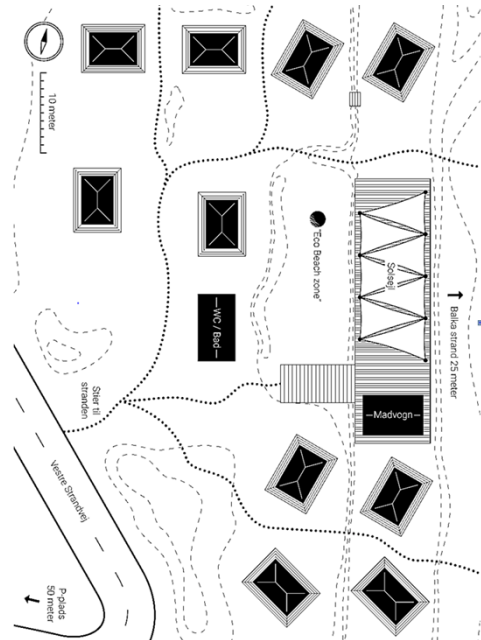 10 meter
"Eco Beach zone"
Solsejl
Balka strand 25 meter
—WC / Bad—
—Madvogn—
Stier til
stranden
Vestre Strandvej
P-plads
50 meter